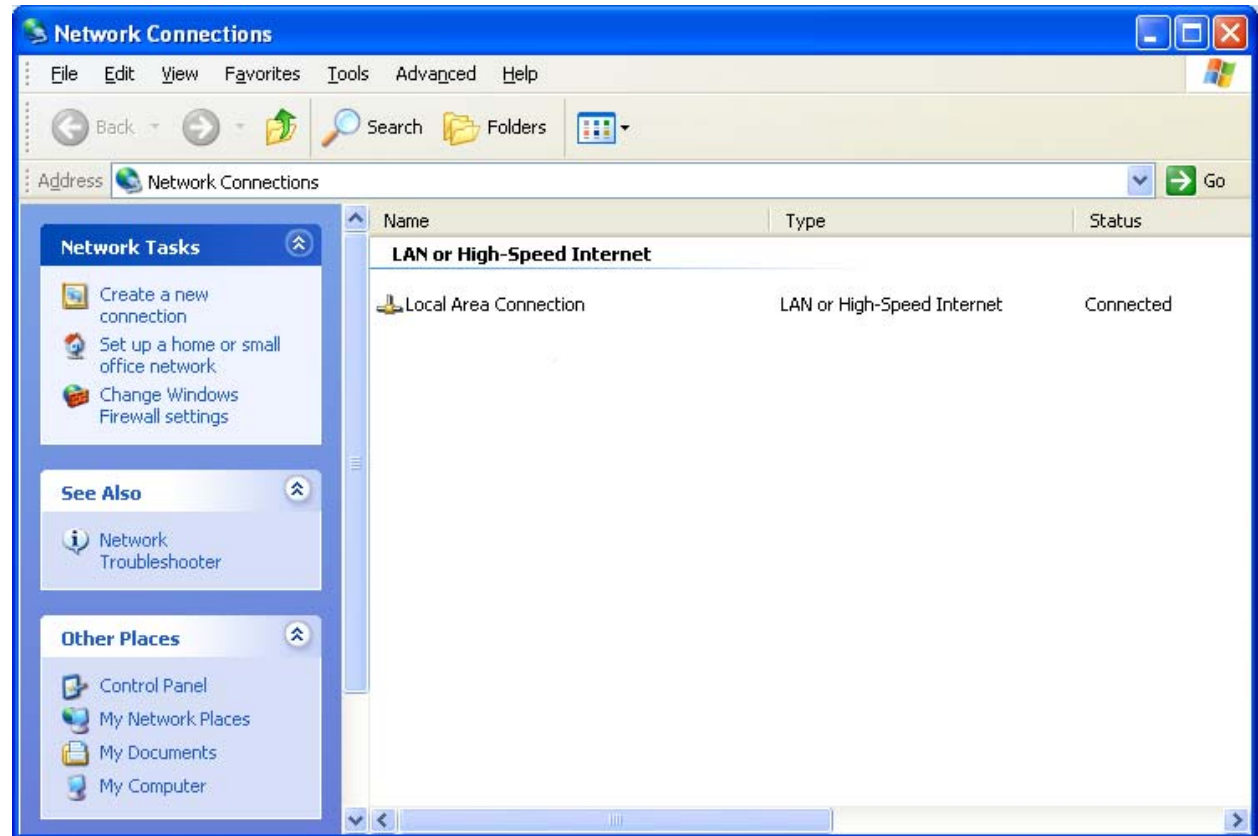 Network Connections
File Edit View Favorites Tools Advanced Help
Back Search Folders
Address Network Connections Go
Network Tasks
Create a new
connection
Set up a home or small
office network
Change Windows
Firewall settings
See Also
Network
Troubleshooter
Other Places
Control Panel
My Network Places
My Documents
My Computer
Name Type Status
LAN or High-Speed Internet
Local Area Connection LAN or High-Speed Internet Connected